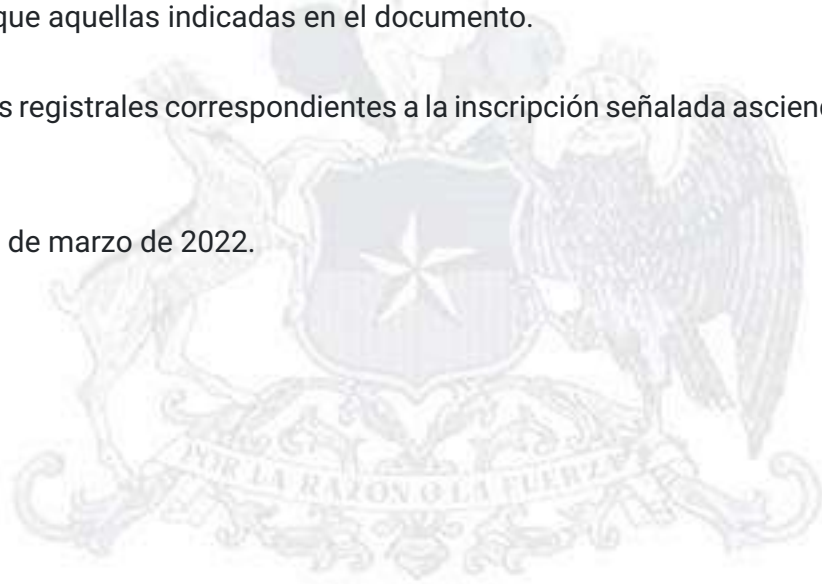 que aquellas indicadas en el documento.
s registrales correspondientes a la inscripción señalada asciend
de marzo de 2022.
POR LA RAZON O LA FUERZA